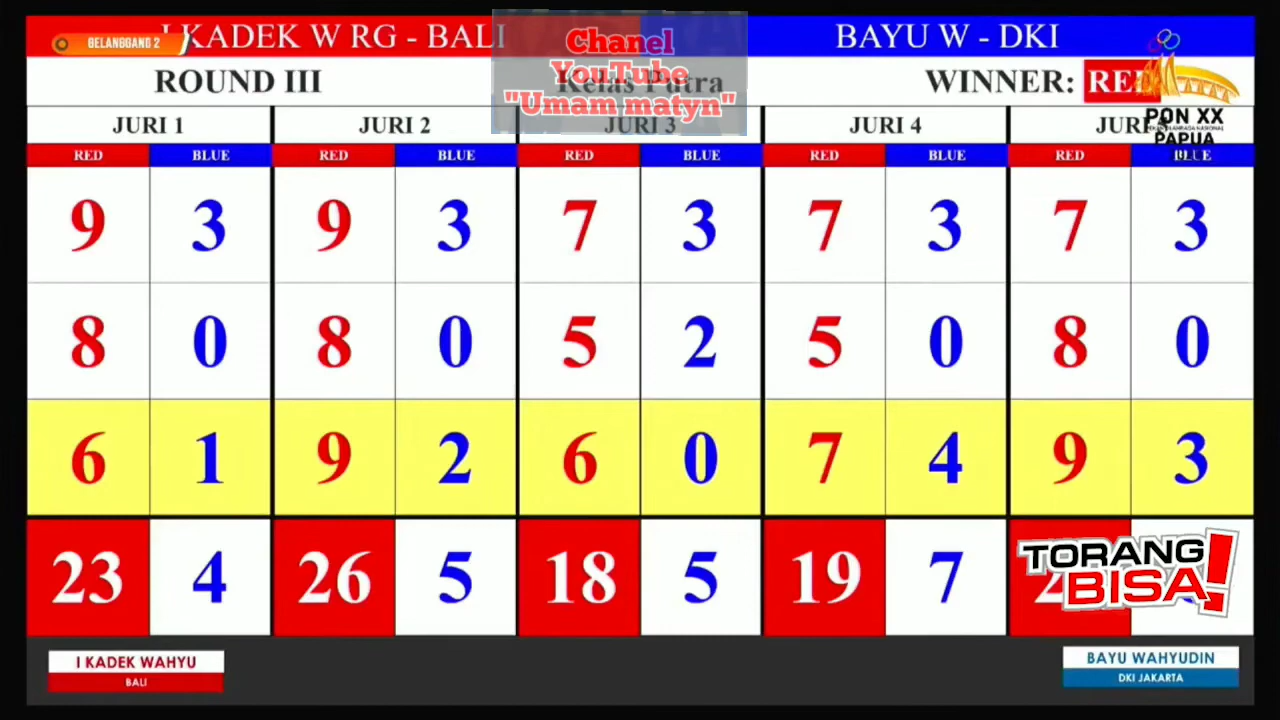 GELANGGANG 2
I KADEK W RG - BALI
BAYU W - DKI
Chanel
YouTube
"Umam matyn"
ROUND III
Kelas Putra
WINNER: RED
PON XX
PAPUA
JURI 1 JURI 2 JURI 3 JURI 4 JURI
RED BLUE RED BLUE RED BLUE RED BLUE RED BLUE
9 3 9 3 7 3 7 3 7 3
8 0 8 0 5 2 5 0 8 0
6 1 9 2 6 0 7 4 9 3
23 4 26 5 18 5 19 7
TORANG
BISA!
I KADEK WAHYU
BALI
BAYU WAHYUDIN
DKI JAKARTA